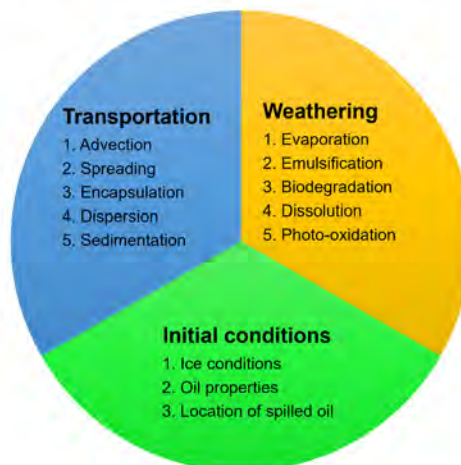 Transportation
1. Advection
2. Spreading
3. Encapsulation
4. Dispersion
5. Sedimentation
Weathering
1. Evaporation
2. Emulsification
3. Biodegradation
4. Dissolution
5. Photo-oxidation
Initial conditions
1. Ice conditions
2. Oil properties
3. Location of spilled oil